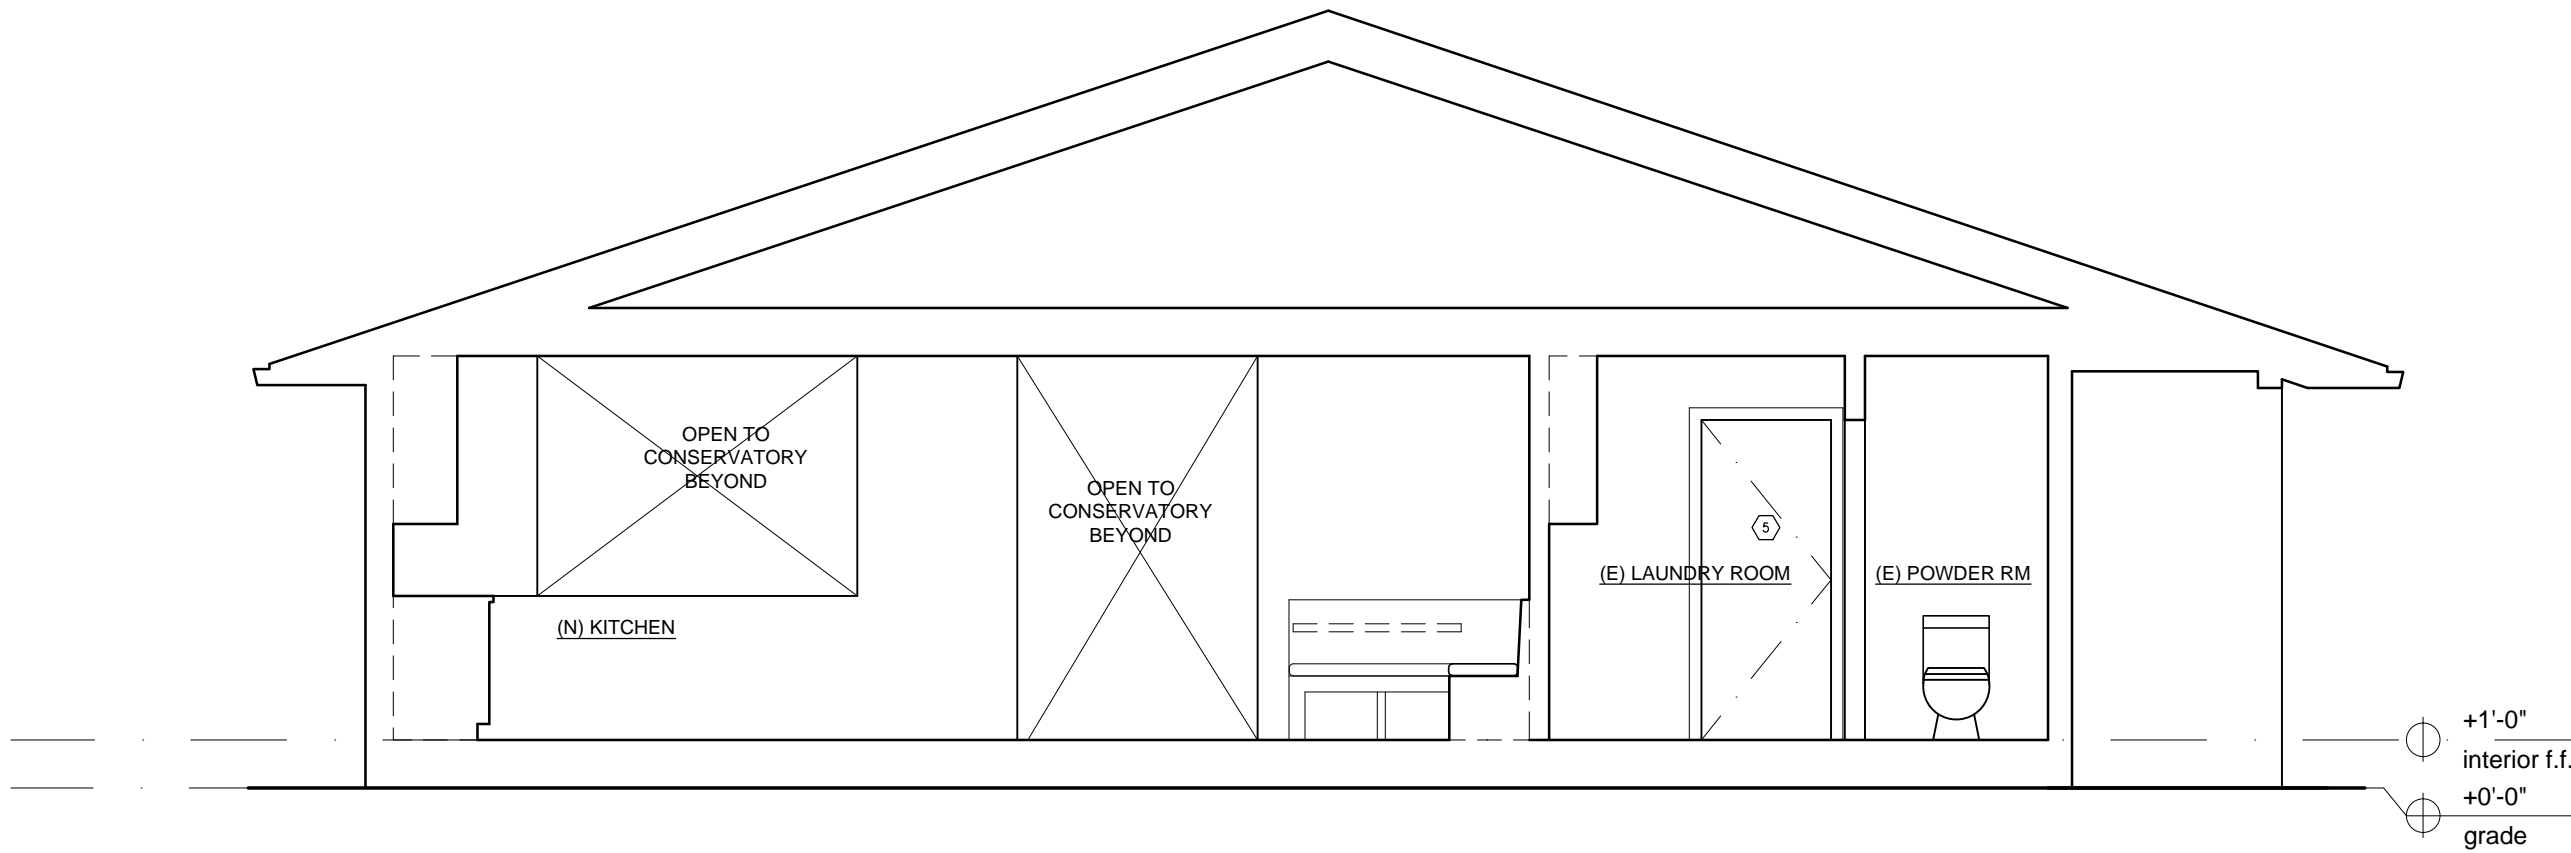 OPEN TO
CONSERVATORY
BEYOND
OPEN TO
CONSERVATORY
BEYOND
5
(E) LAUNDRY ROOM
(E) POWDER RM
(N) KITCHEN
+1'-0"
interior f.f.
+0'-0"
grade